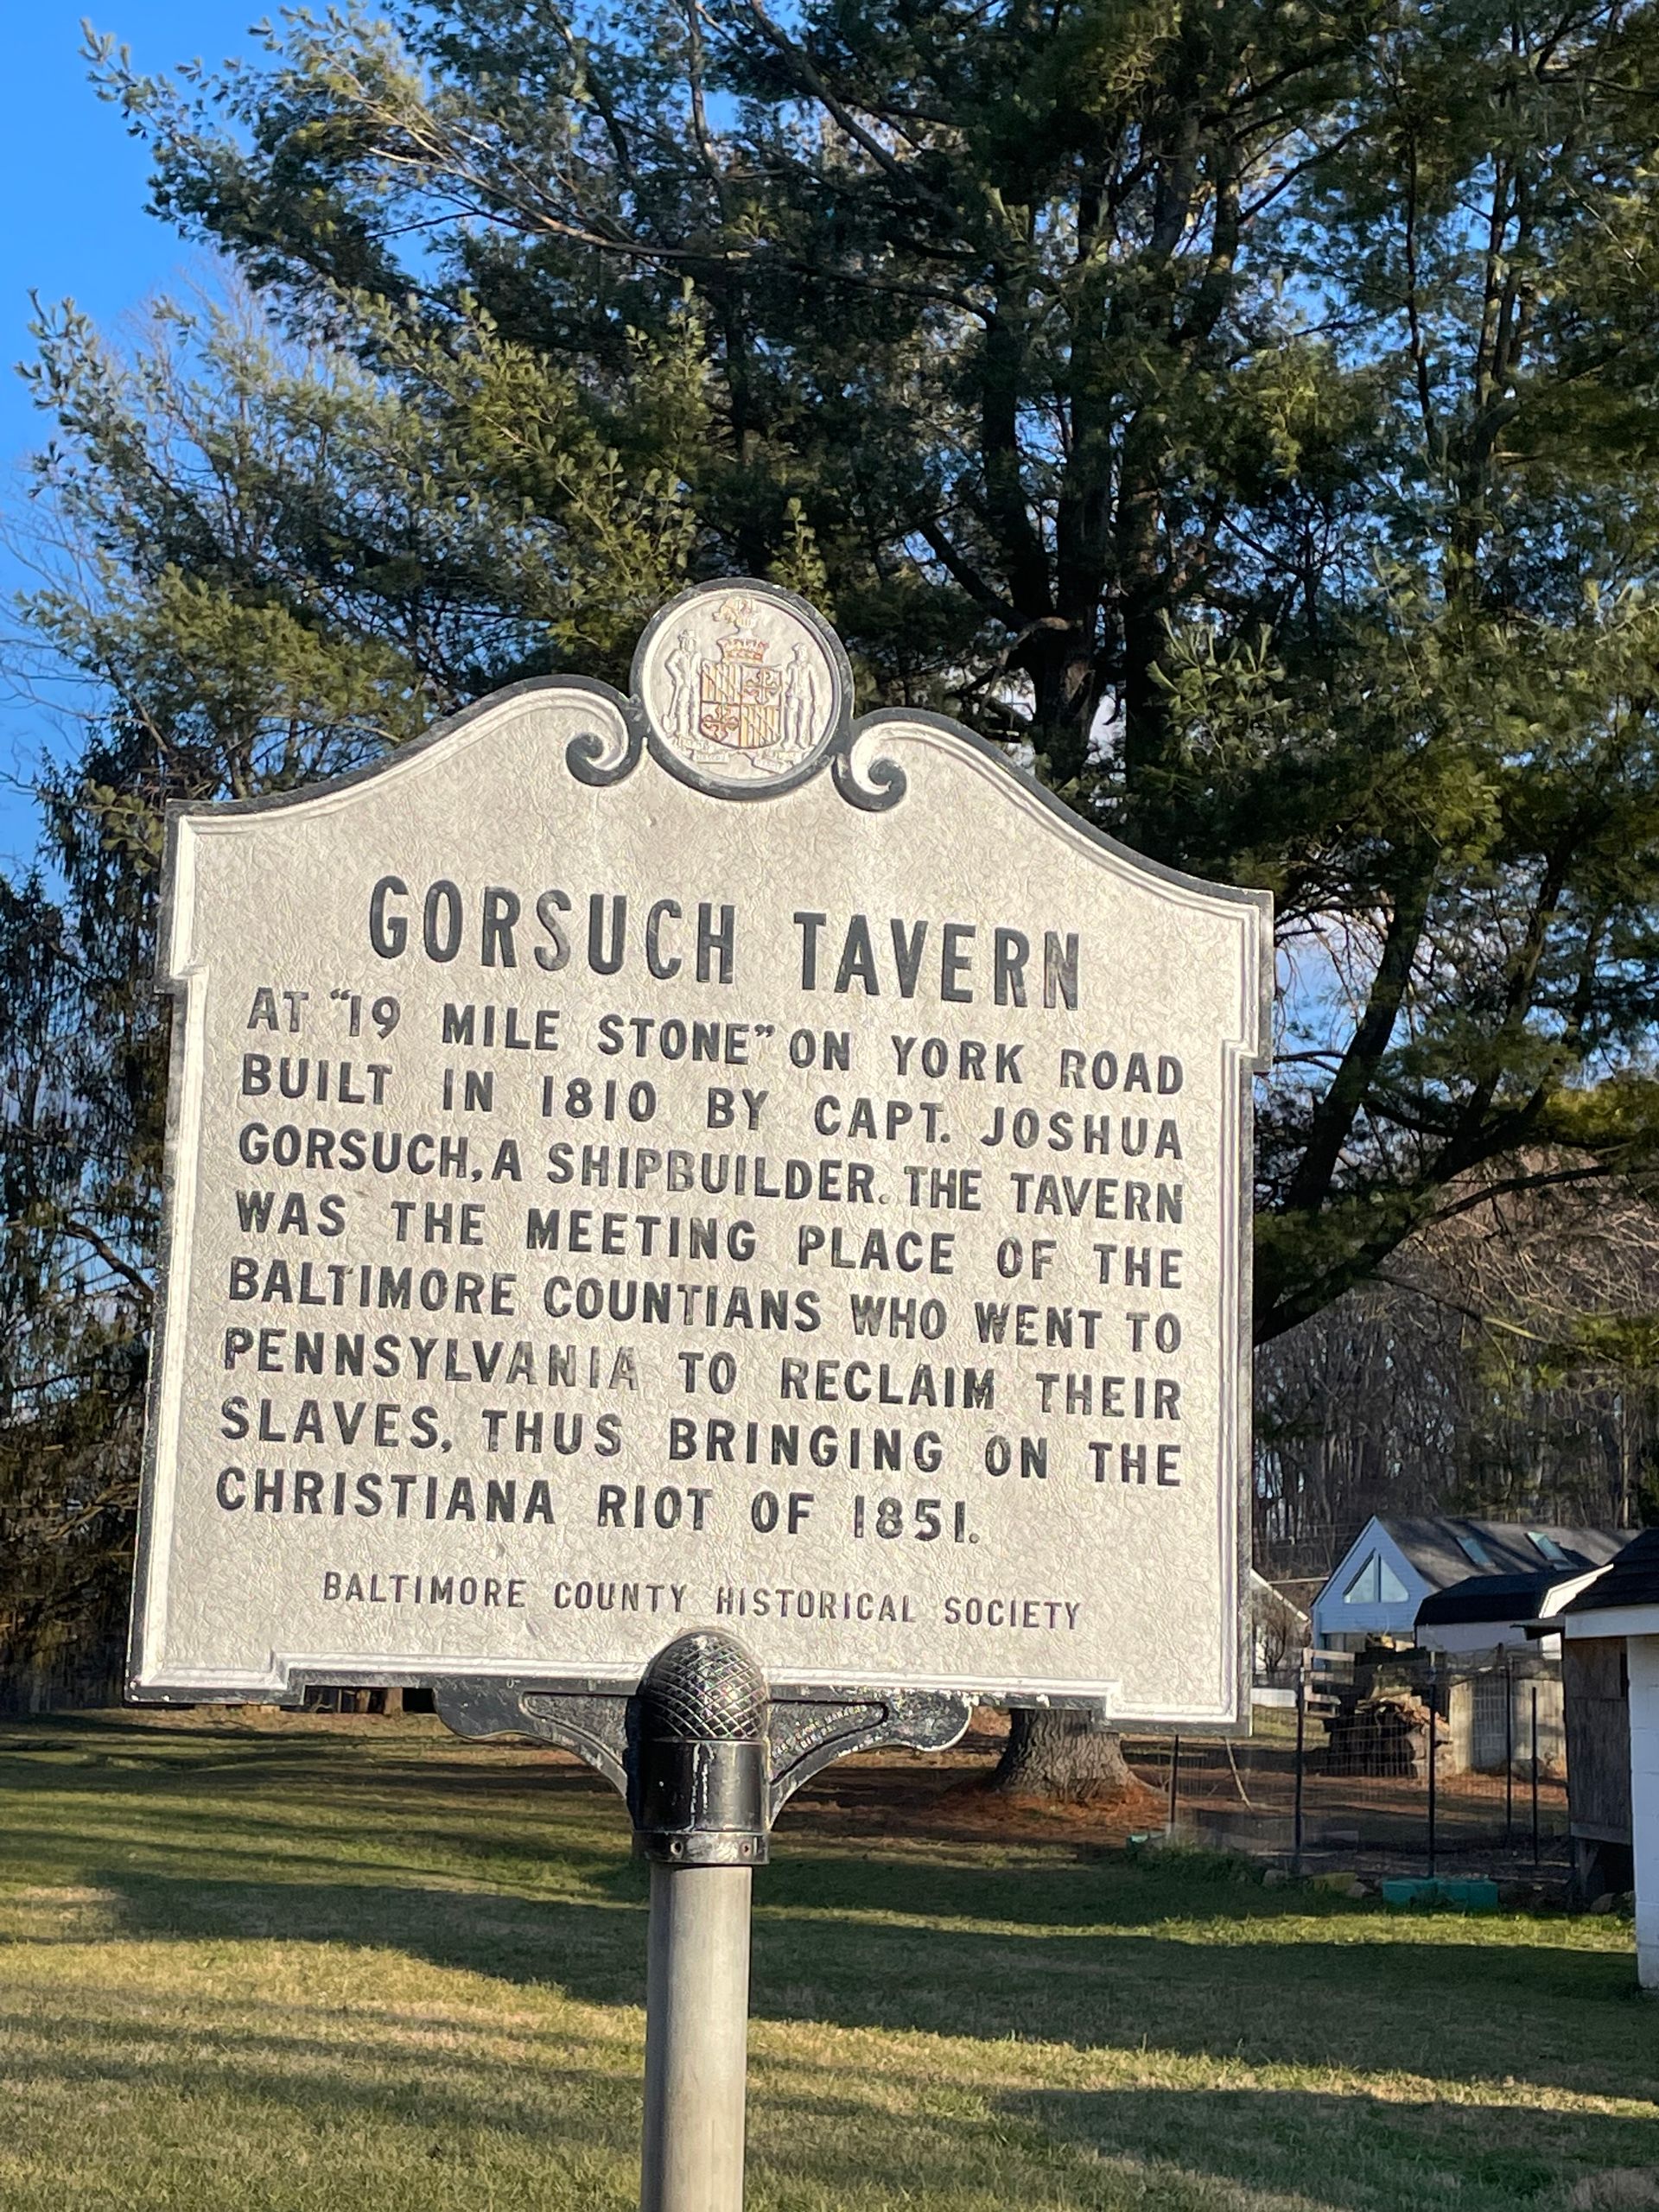 GORSUCH TAVERN
AT "19 MILE STONE" ON YORK ROAD
BUILT IN 1810 BY CAPT. JOSHUA
GORSUCH, A SHIPBUILDER. THE TAVERN
WAS THE MEETING PLACE OF THE
BALTIMORE COUNTIANS WHO WENT TO
PENNSYLVANIA TO RECLAIM THEIR
SLAVES, THUS BRINGING ON THE
CHRISTIANA RIOT OF 1851.
BALTIMORE COUNTY HISTORICAL SOCIETY